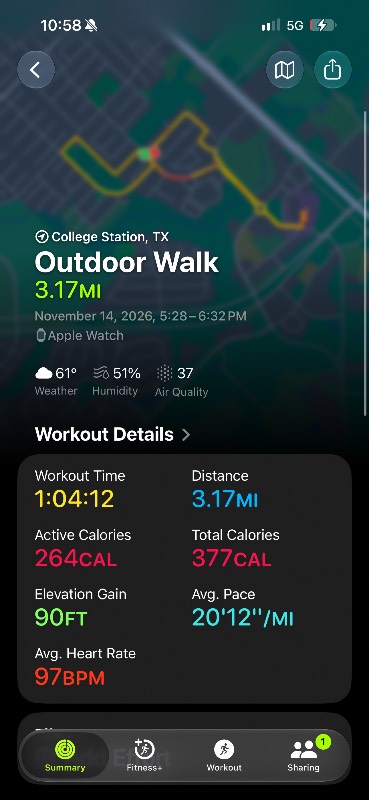 10:58
5G
College Station, TX
Outdoor Walk
3.17MI
November 14, 2026, 5:28–6:32 PM
Apple Watch
61° 51% 37
Weather Humidity Air Quality
Workout Details
Workout Time Distance
1:04:12 3.17MI
Active Calories Total Calories
264CAL 377CAL
Elevation Gain Avg. Pace
90FT 20'12"/MI
Avg. Heart Rate
97BPM
1
Summary Fitness+ Workout Sharing